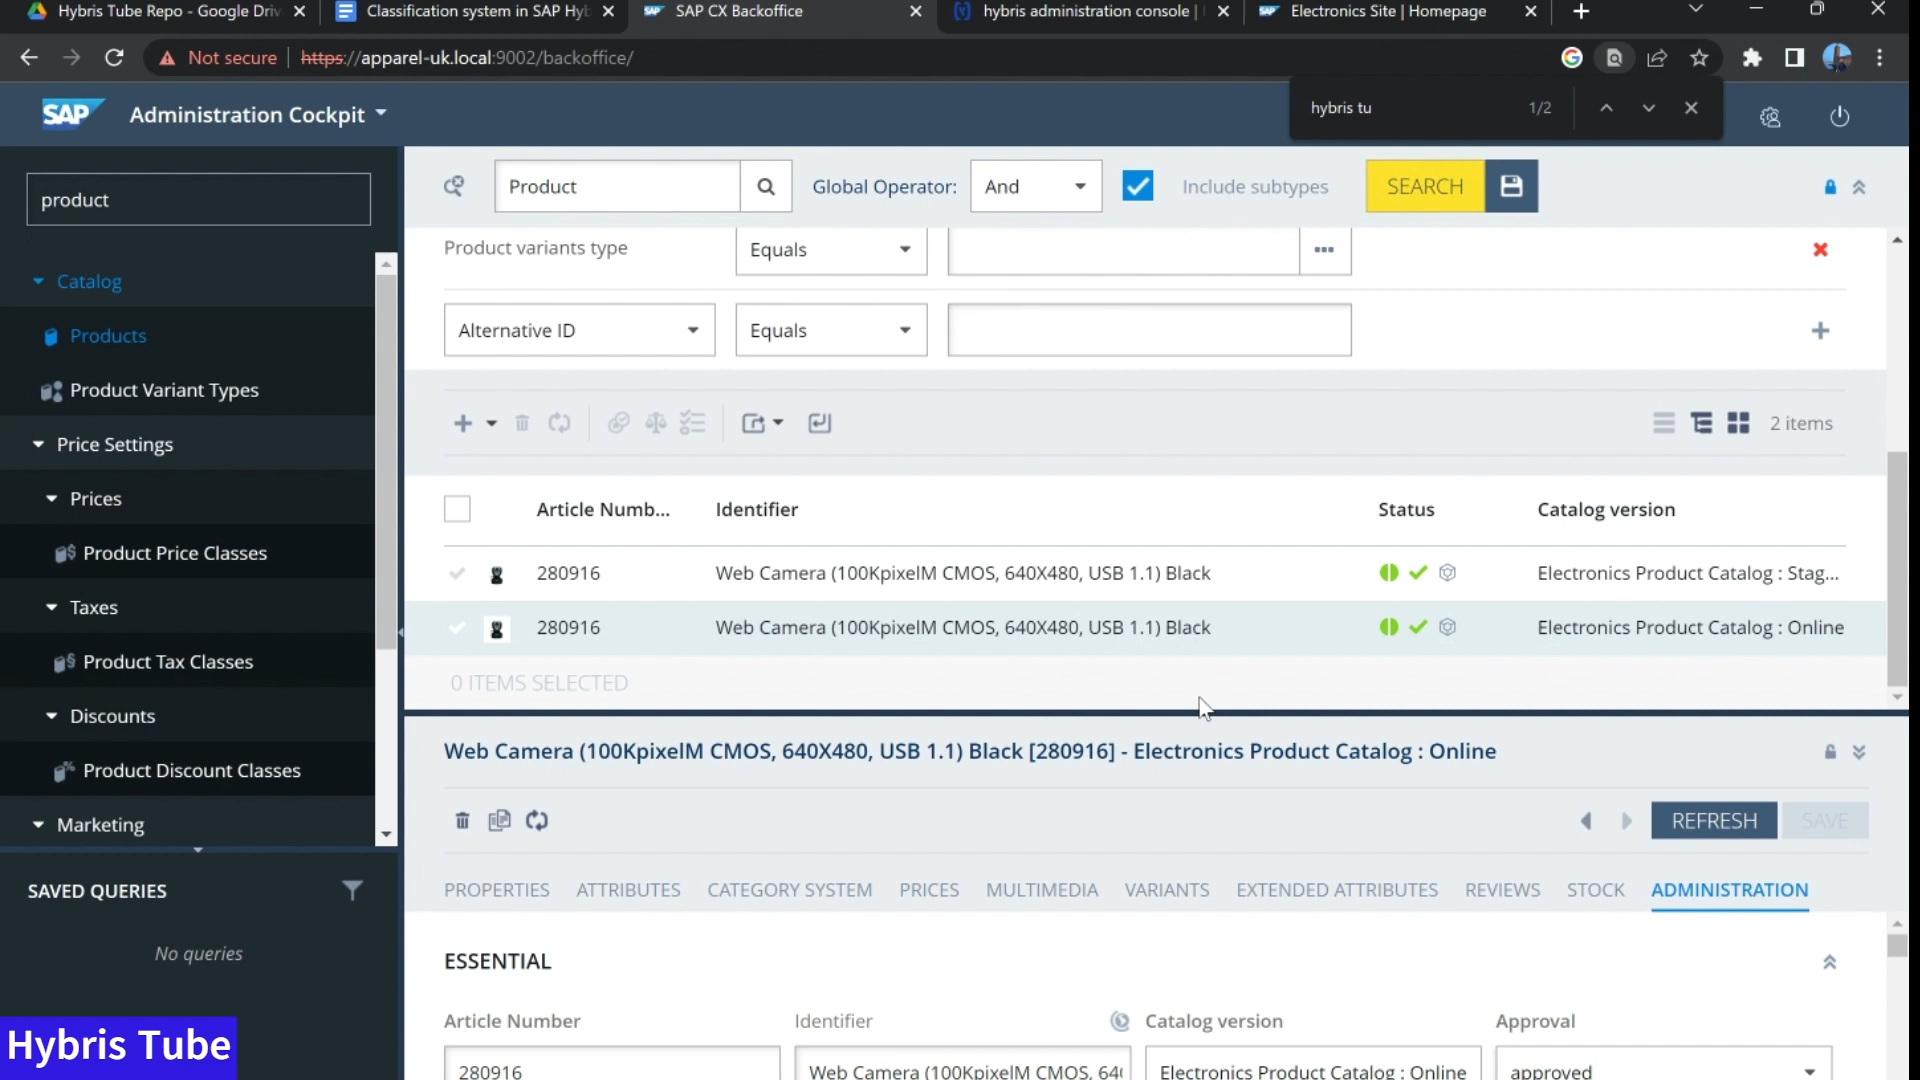 Hybris Tube Repo - Google Driv
Classification system in SAP Hyb
SAP CX Backoffice
hybris administration console |
Electronics Site | Homepage
Not secure
https://apparel-uk.local:9002/backoffice/
hybris tu
1/2
SAP
Administration Cockpit
product
Product
Global Operator:
And
Include subtypes
SEARCH
Catalog
Products
Product Variant Types
Price Settings
Prices
Product Price Classes
Taxes
Product Tax Classes
Discounts
Product Discount Classes
Marketing
SAVED QUERIES
No queries
Product variants type
Equals
Alternative ID
Equals
2 items
Article Numb...
Identifier
Status
Catalog version
280916
Web Camera (100KpixelM CMOS, 640X480, USB 1.1) Black
Electronics Product Catalog : Stag...
280916
Web Camera (100KpixelM CMOS, 640X480, USB 1.1) Black
Electronics Product Catalog : Online
0 ITEMS SELECTED
Web Camera (100KpixelM CMOS, 640X480, USB 1.1) Black [280916] - Electronics Product Catalog : Online
REFRESH
SAVE
PROPERTIES
ATTRIBUTES
CATEGORY SYSTEM
PRICES
MULTIMEDIA
VARIANTS
EXTENDED ATTRIBUTES
REVIEWS
STOCK
ADMINISTRATION
ESSENTIAL
Article Number
Identifier
Catalog version
Approval
280916
Web Camera (100KpixelM CMOS, 64
Electronics Product Catalog : Online
approved
Hybris Tube